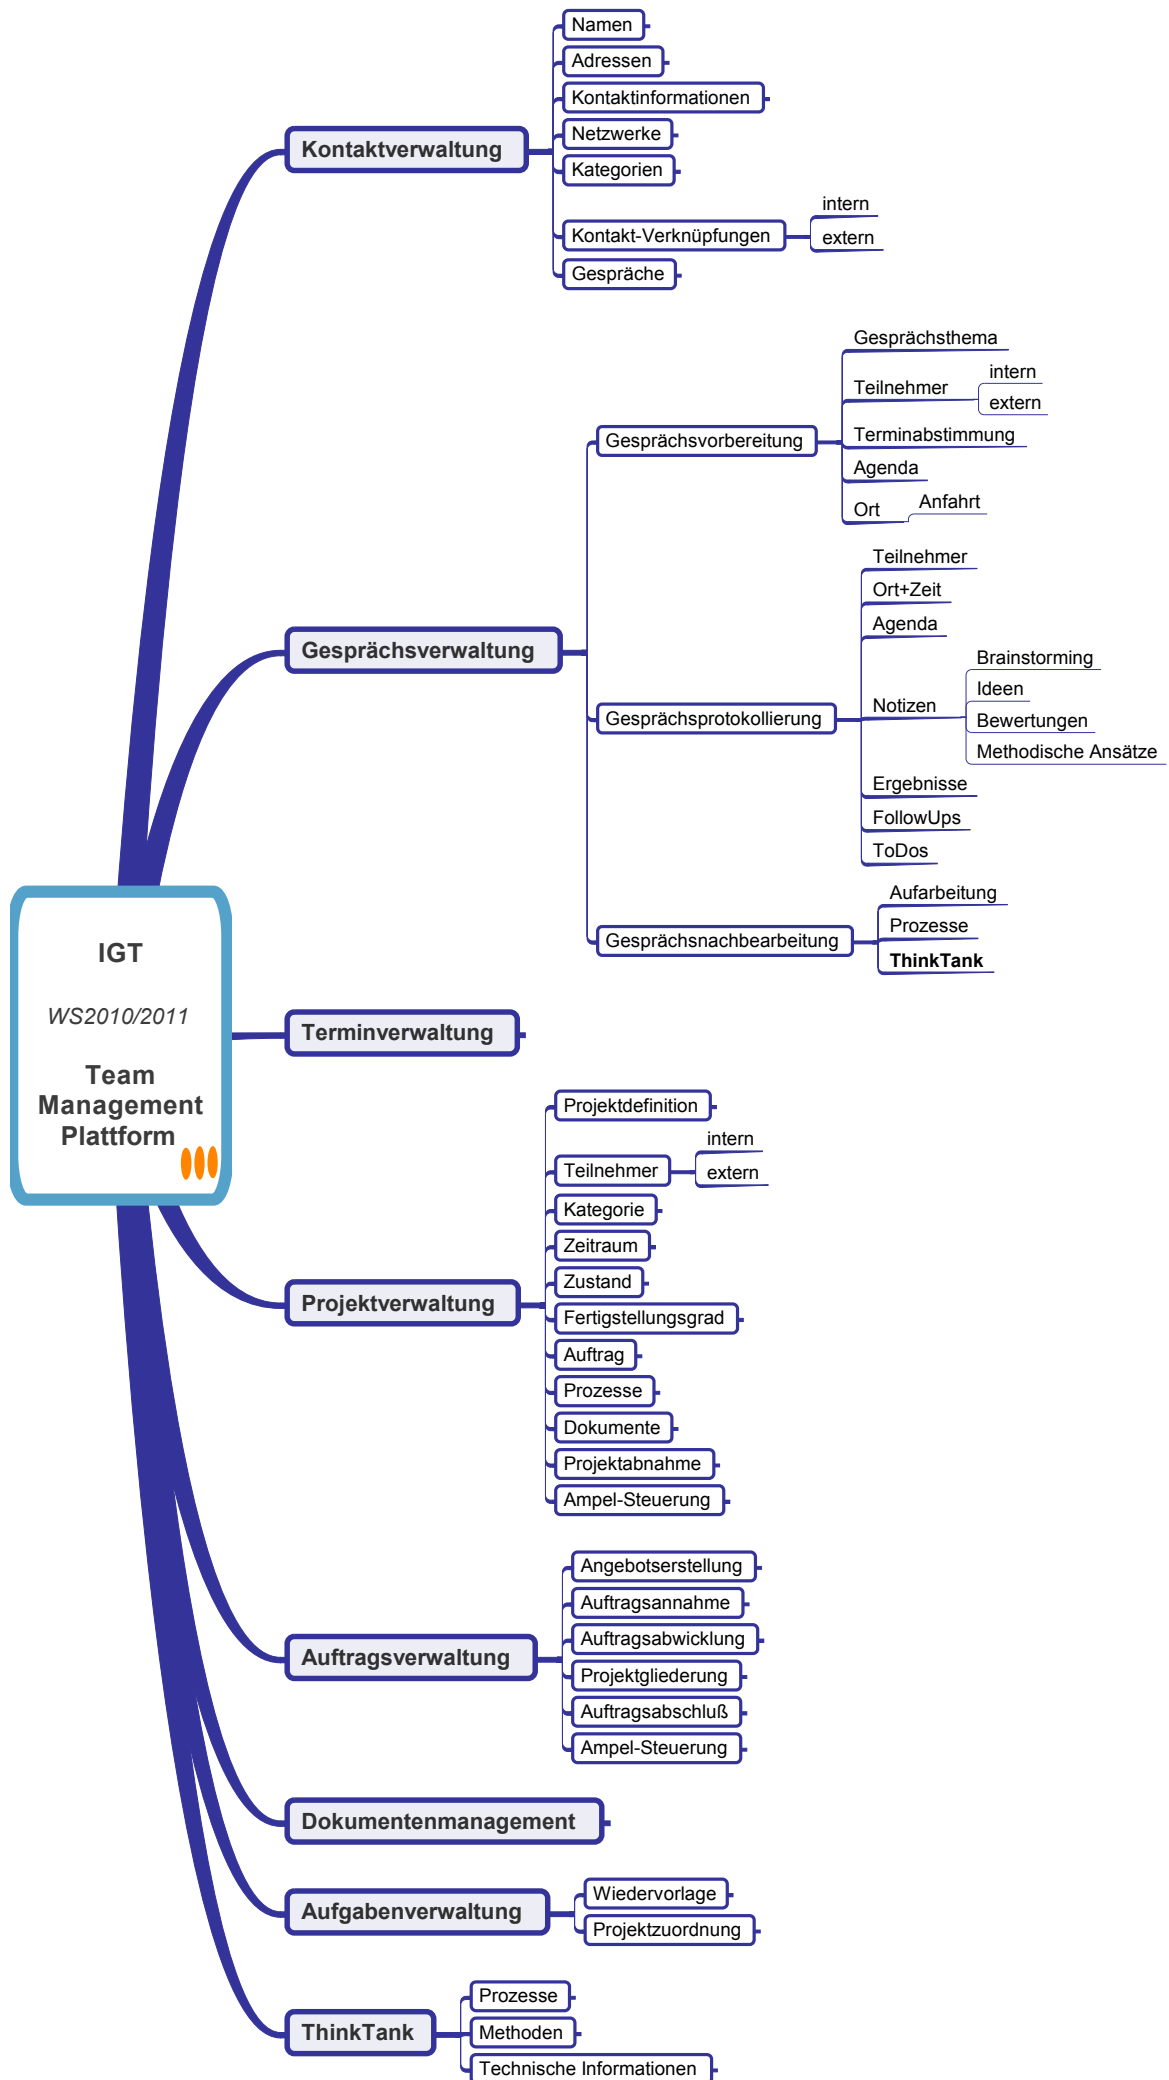 IGT
WS2010/2011
Team
Management
Plattform
Kontaktverwaltung
Namen
Adressen
Kontaktinformationen
Netzwerke
Kategorien
Kontakt-Verknüpfungen
intern
extern
Gespräche
Gesprächsverwaltung
Gesprächsvorbereitung
Gesprächsthema
Teilnehmer
intern
extern
Terminabstimmung
Agenda
Ort
Anfahrt
Gesprächsprotokollierung
Teilnehmer
Ort+Zeit
Agenda
Notizen
Brainstorming
Ideen
Bewertungen
Methodische Ansätze
Ergebnisse
FollowUps
ToDos
Gesprächsnachbearbeitung
Aufarbeitung
Prozesse
ThinkTank
Terminverwaltung
Projektverwaltung
Projektdefinition
Teilnehmer
intern
extern
Kategorie
Zeitraum
Zustand
Fertigstellungsgrad
Auftrag
Prozesse
Dokumente
Projektabnahme
Ampel-Steuerung
Auftragsverwaltung
Angebotserstellung
Auftragsannahme
Auftragsabwicklung
Projektgliederung
Auftragsabschluß
Ampel-Steuerung
Dokumentenmanagement
Aufgabenverwaltung
Wiedervorlage
Projektzuordnung
ThinkTank
Prozesse
Methoden
Technische Informationen